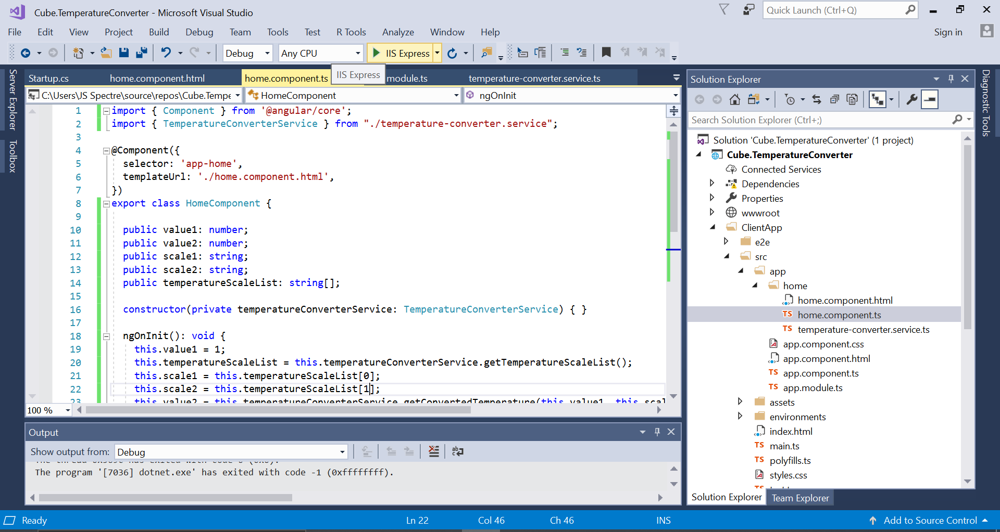 Cube.TemperatureConverter - Microsoft Visual Studio
Quick Launch (Ctrl+Q)
File Edit View Project Build Debug Team Tools Test R Tools Analyze Window Help
Sign in
Debug Any CPU IIS Express
IIS Express
Server Explorer
Toolbox
Startup.cs home.component.html home.component.ts module.ts temperature-converter.service.ts
C:\Users\JS Spectre\source\repos\Cube.Tempe HomeComponent ngOnInit
1 import { Component } from '@angular/core';
2 import { TemperatureConverterService } from "./temperature-converter.service";
3
4 @Component({
5 selector: 'app-home',
6 templateUrl: './home.component.html',
7 })
8 export class HomeComponent {
9
10 public value1: number;
11 public value2: number;
12 public scale1: string;
13 public scale2: string;
14 public temperatureScaleList: string[];
15
16 constructor(private temperatureConverterService: TemperatureConverterService) { }
17
18 ngOnInit(): void {
19 this.value1 = 1;
20 this.temperatureScaleList = this.temperatureConverterService.getTemperatureScaleList();
21 this.scale1 = this.temperatureScaleList[0];
22 this.scale2 = this.temperatureScaleList[1];
23 this.value2 = this.temperatureConverterService.getConvertedTemperature(this.value1, this.scal
100 %
Output
Show output from: Debug
has exited with code 0 (0x0).
The program '[7036] dotnet.exe' has exited with code -1 (0xffffffff).
Solution Explorer
Search Solution Explorer (Ctrl+;)
Solution 'Cube.TemperatureConverter' (1 project)
Cube.TemperatureConverter
Connected Services
Dependencies
Properties
wwwroot
ClientApp
e2e
src
app
home
home.component.html
TS home.component.ts
TS temperature-converter.service.ts
app.component.css
app.component.html
TS app.component.ts
TS app.module.ts
assets
environments
index.html
TS main.ts
TS polyfills.ts
styles.css
Solution Explorer Team Explorer
Diagnostic Tools
Ready Ln 22 Col 46 Ch 46 INS Add to Source Control